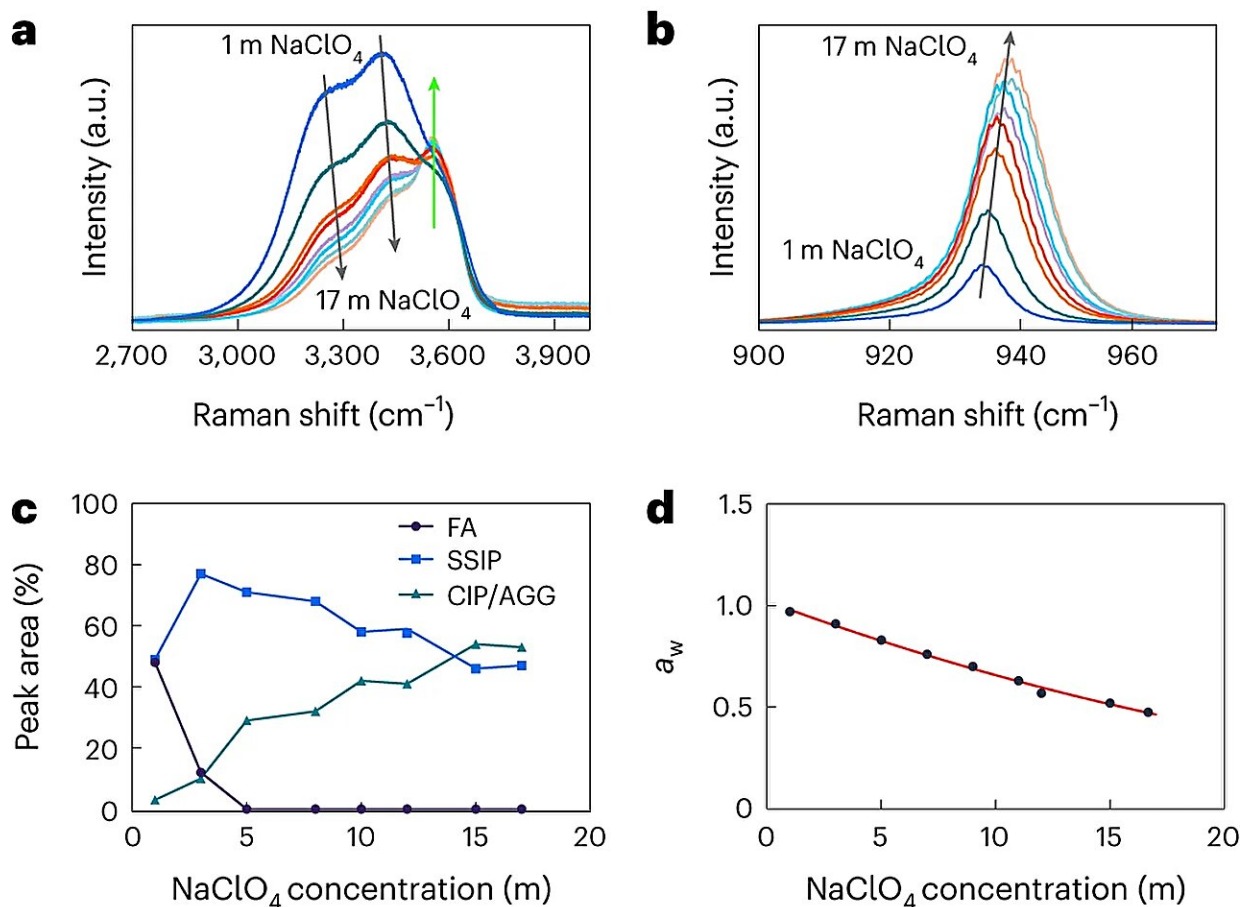 a
1 m NaClO₄
17 m NaClO₄
Intensity (a.u.)
2,700 3,000 3,300 3,600 3,900
Raman shift (cm⁻¹)
b
17 m NaClO₄
1 m NaClO₄
Intensity (a.u.)
900 920 940 960
Raman shift (cm⁻¹)
c
100
80
60
40
20
0
Peak area (%)
FA
SSIP
CIP/AGG
0 5 10 15 20
NaClO₄ concentration (m)
d
1.5
1.0
0.5
0
a_w
0 5 10 15 20
NaClO₄ concentration (m)